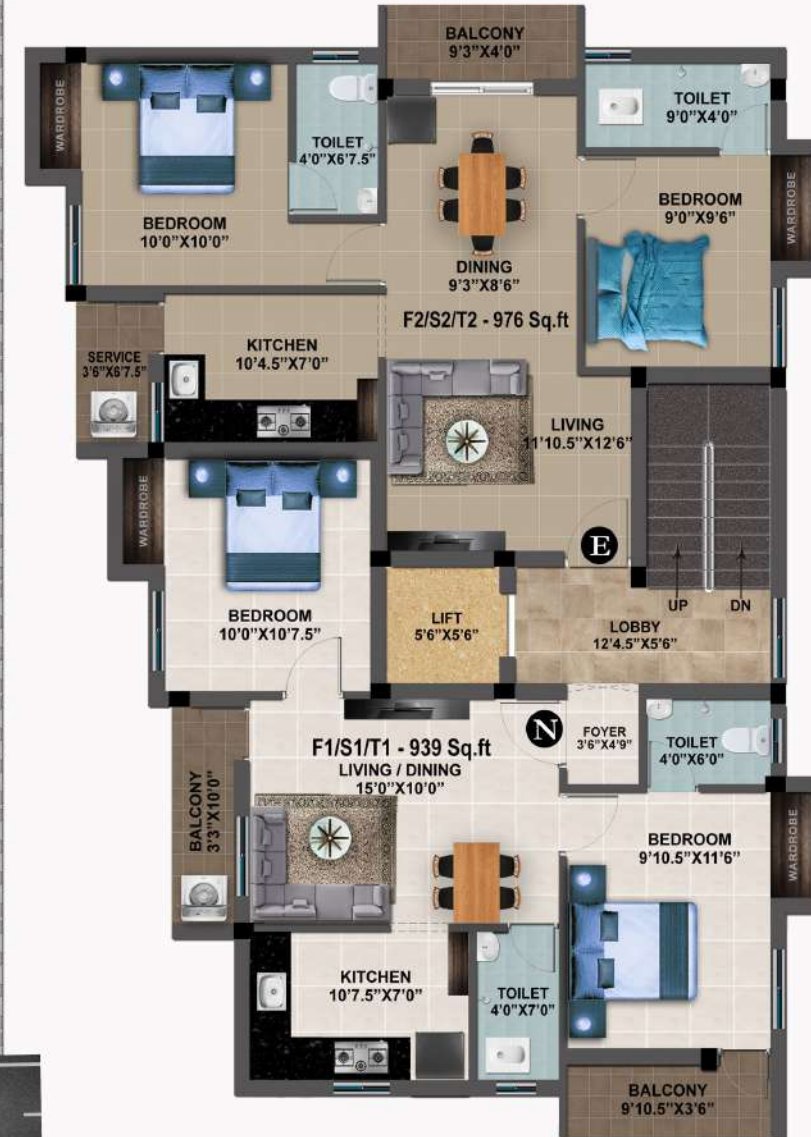 BALCONY
9'3"X4'0"
WARDROBE
TOILET
4'0"X6'7.5"
TOILET
9'0"X4'0"
BEDROOM
10'0"X10'0"
BEDROOM
9'0"X9'6"
WARDROBE
DINING
9'3"X8'6"
F2/S2/T2 - 976 Sq.ft
SERVICE
3'6"X6'7.5"
KITCHEN
10'4.5"X7'0"
LIVING
11'10.5"X12'6"
WARDROBE
E
BEDROOM
10'0"X10'7.5"
LIFT
5'6"X5'6"
UP
DN
LOBBY
12'4.5"X5'6"
N
FOYER
3'6"X4'9"
F1/S1/T1 - 939 Sq.ft
LIVING / DINING
15'0"X10'0"
TOILET
4'0"X6'0"
BALCONY
3'3"X10'0"
BEDROOM
9'10.5"X11'6"
WARDROBE
KITCHEN
10'7.5"X7'0"
TOILET
4'0"X7'0"
BALCONY
9'10.5"X3'6"